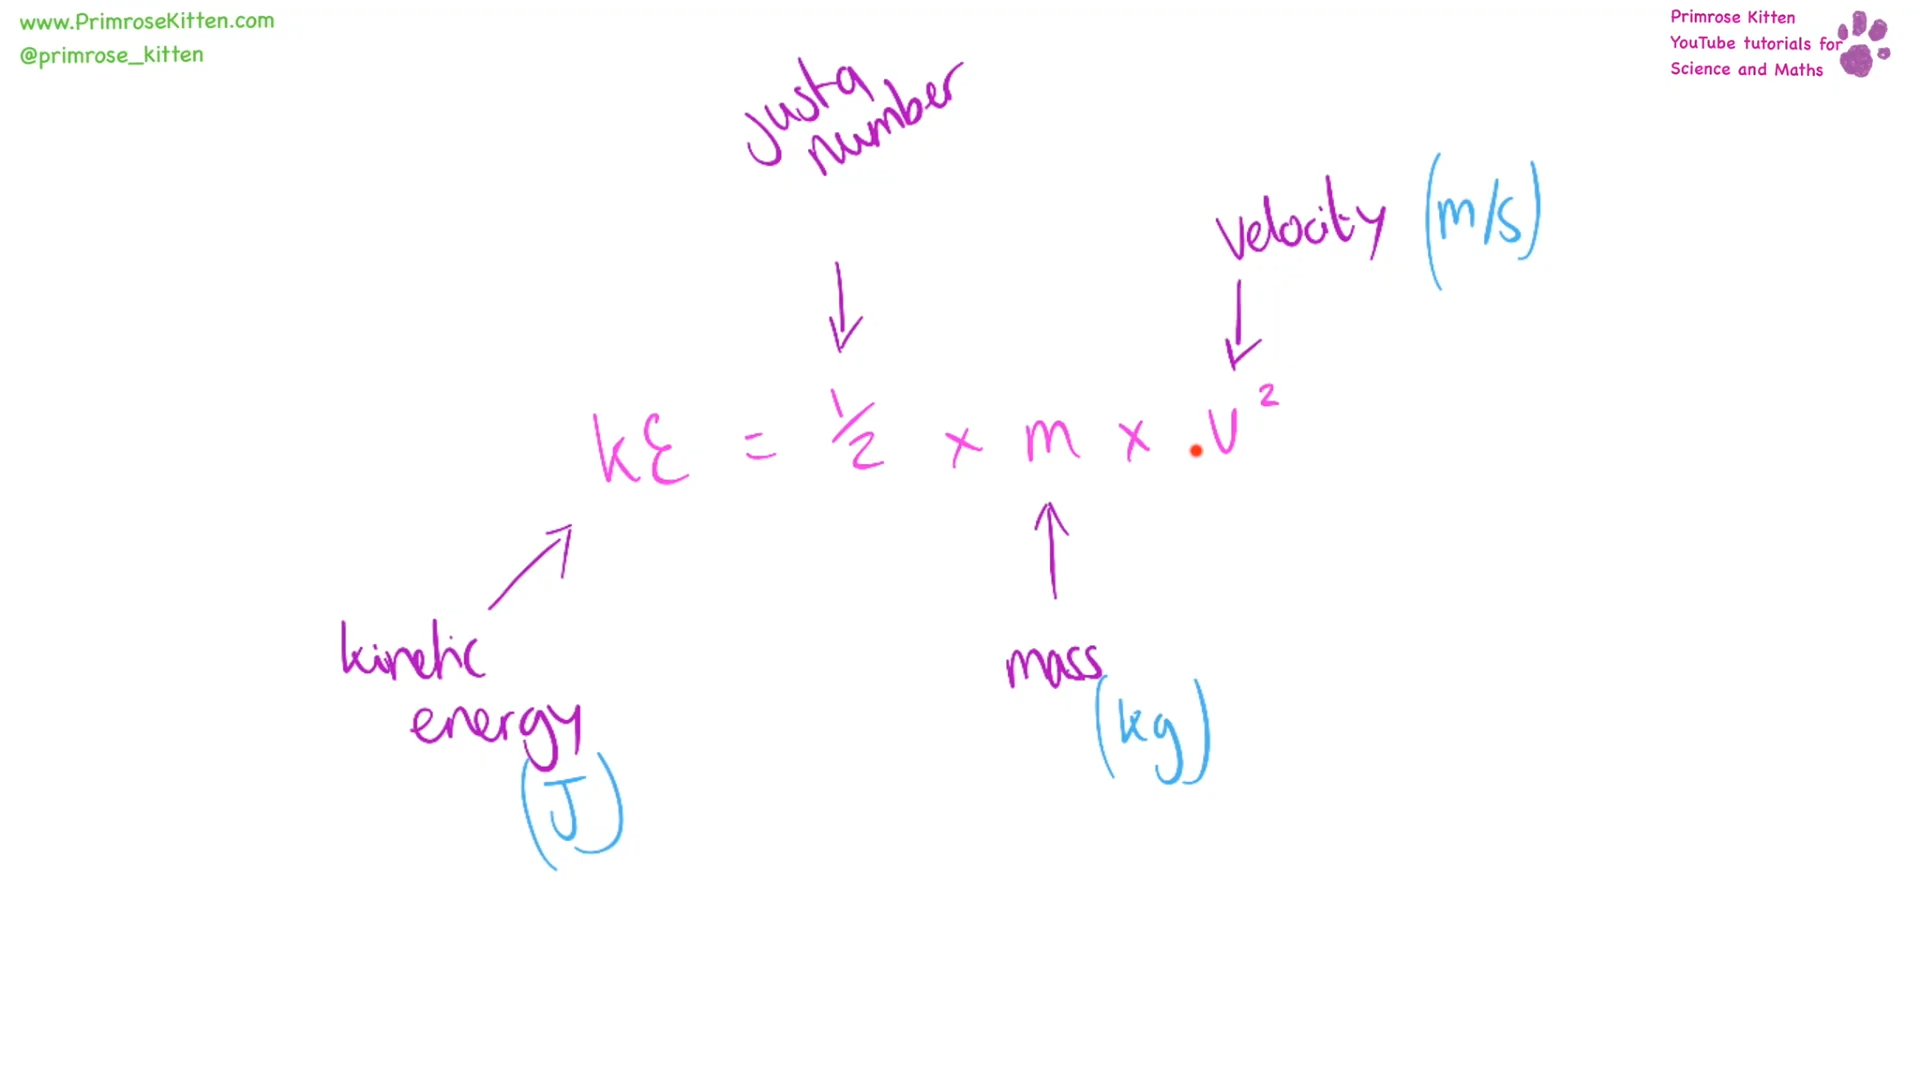 www.PrimroseKitten.com
@primrose_kitten
Primrose Kitten
YouTube tutorials for
Science and Maths
just a
number
velocity (m/s)
KE = 1/2 × m × v²
kinetic
energy
(J)
mass
(kg)